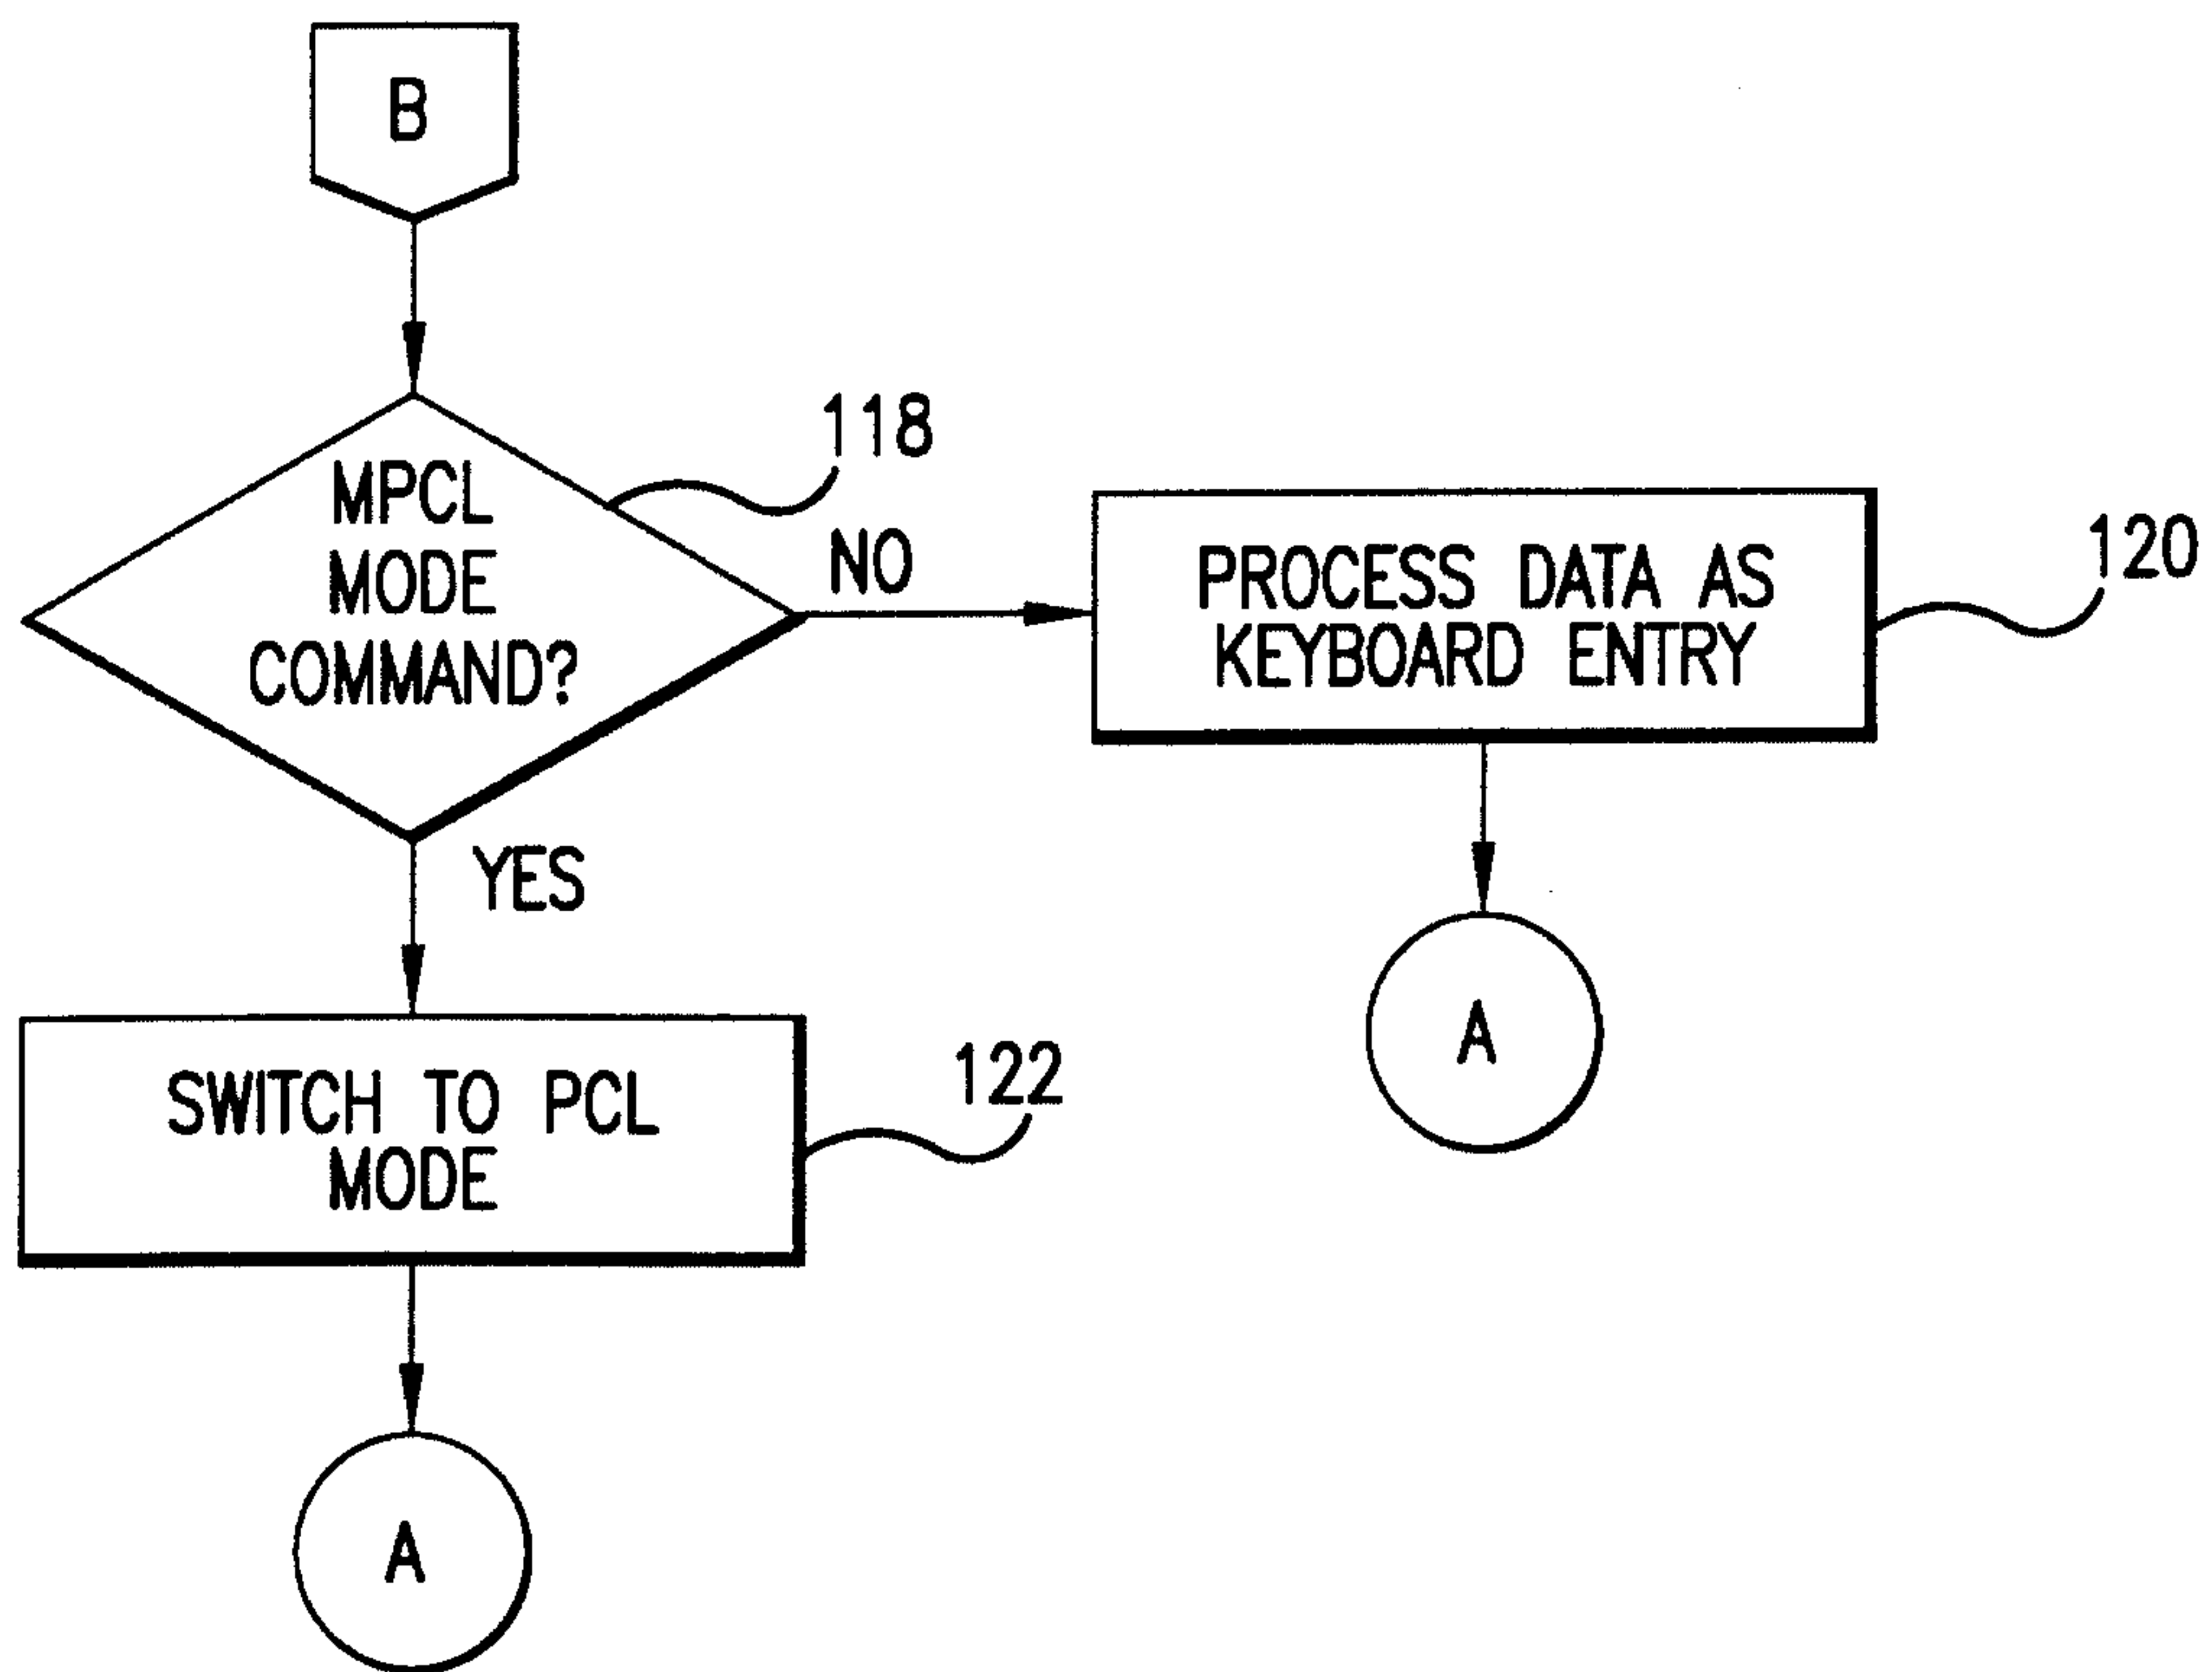 B
118
MPCL
MODE
COMMAND?
NO
PROCESS DATA AS
KEYBOARD ENTRY
120
YES
A
SWITCH TO PCL
MODE
122
A